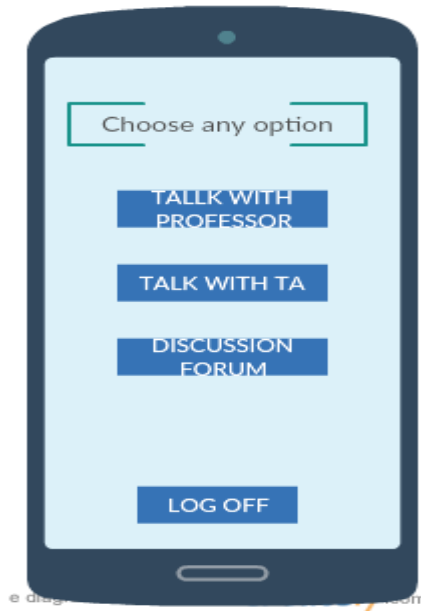 Choose any option
TALLK WITH
PROFESSOR
TALK WITH TA
DISCUSSION
FORUM
LOG OFF
e